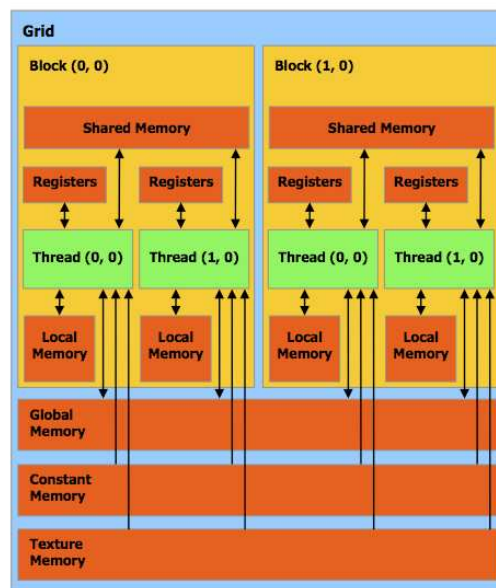 Grid
Block (0, 0)
Shared Memory
Registers
Registers
Thread (0, 0)
Thread (1, 0)
Local
Memory
Local
Memory
Block (1, 0)
Shared Memory
Registers
Registers
Thread (0, 0)
Thread (1, 0)
Local
Memory
Local
Memory
Global
Memory
Constant
Memory
Texture
Memory